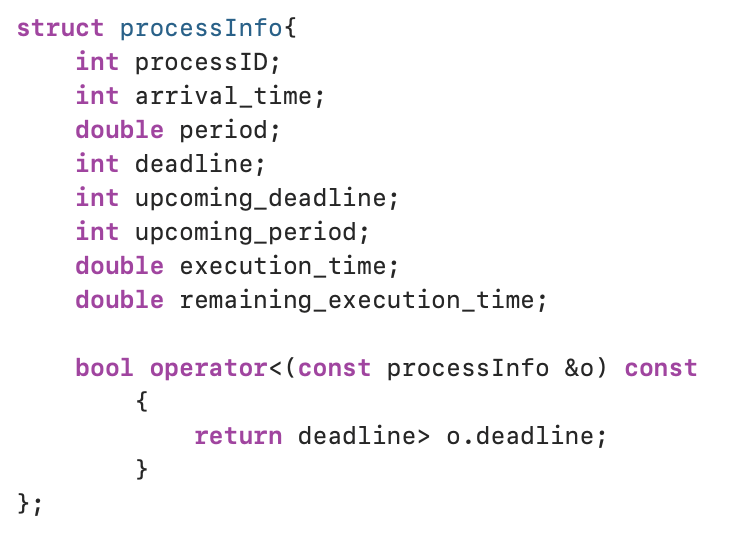 struct processInfo{
    int processID;
    int arrival_time;
    double period;
    int deadline;
    int upcoming_deadline;
    int upcoming_period;
    double execution_time;
    double remaining_execution_time;

    bool operator<(const processInfo &o) const
        {
            return deadline> o.deadline;
        }
};